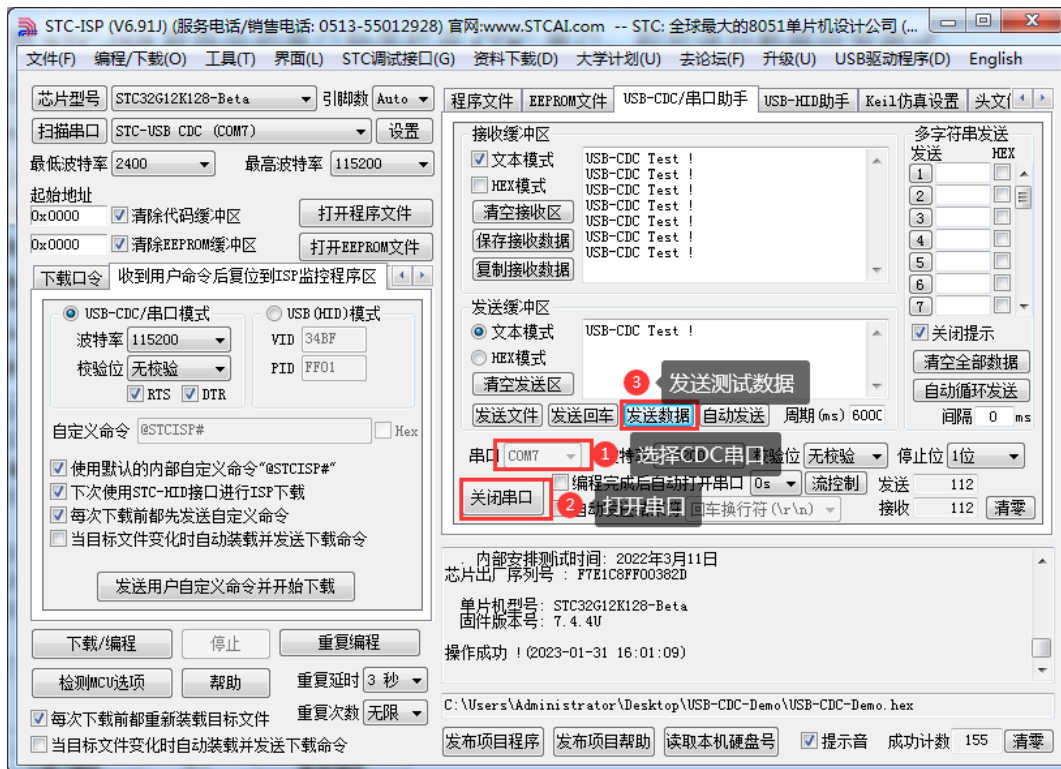 STC-ISP (V6.91J) (服务电话/销售电话: 0513-55012928) 官网:www.STCAI.com -- STC: 全球最大的8051单片机设计公司 (...
文件(F) 编程/下载(O) 工具(T) 界面(L) STC调试接口(G) 资料下载(D) 大学计划(U) 去论坛(F) 升级(U) USB驱动程序(D) English
芯片型号 STC32G12K128-Beta 引脚数 Auto
扫描串口 STC-USB CDC (COM7) 设置
最低波特率 2400 最高波特率 115200
起始地址
0x0000 清除代码缓冲区 打开程序文件
0x0000 清除EEPROM缓冲区 打开EEPROM文件
下载口令 收到用户命令后复位到ISP监控程序区
USB-CDC/串口模式 USB(HID)模式
波特率 115200 VID 34BF
校验位 无校验 PID FF01
RTS DTR
自定义命令 @STCISP# Hex
使用默认的内部自定义命令"@STCISP#"
下次使用STC-HID接口进行ISP下载
每次下载前都先发送自定义命令
当目标文件变化时自动装载并发送下载命令
发送用户自定义命令并开始下载
下载/编程 停止 重复编程
检测MCU选项 帮助 重复延时 3 秒
每次下载前都重新装载目标文件 重复次数 无限
当目标文件变化时自动装载并发送下载命令
程序文件 EEPROM文件 USB-CDC/串口助手 USB-HID助手 Keil仿真设置 头文
接收缓冲区
文本模式
HEX模式
清空接收区
保存接收数据
复制接收数据
USB-CDC Test !
USB-CDC Test !
USB-CDC Test !
USB-CDC Test !
USB-CDC Test !
USB-CDC Test !
USB-CDC Test !
多字符串发送
发送 HEX
1
2
3
4
5
6
7
发送缓冲区
文本模式 USB-CDC Test !
HEX模式
清空发送区
3 发送测试数据
关闭提示
清空全部数据
自动循环发送
间隔 0 ms
发送文件 发送回车 发送数据 自动发送 周期(ms) 6000
串口 COM7 1 选择CDC串口 校验位 无校验 停止位 1位
关闭串口 2 打开串口
编程完成后自动打开串口 0s 流控制 发送 112
回车换行符(\r\n) 接收 112 清零
. 内部安排测试时间: 2022年3月11日
芯片出厂序列号 : F7E1C8FF00382D
单片机型号: STC32G12K128-Beta
固件版本号: 7.4.4U
操作成功 !(2023-01-31 16:01:09)
C:\Users\Administrator\Desktop\USB-CDC-Demo\USB-CDC-Demo.hex
发布项目程序 发布项目帮助 读取本机硬盘号 提示音 成功计数 155 清零